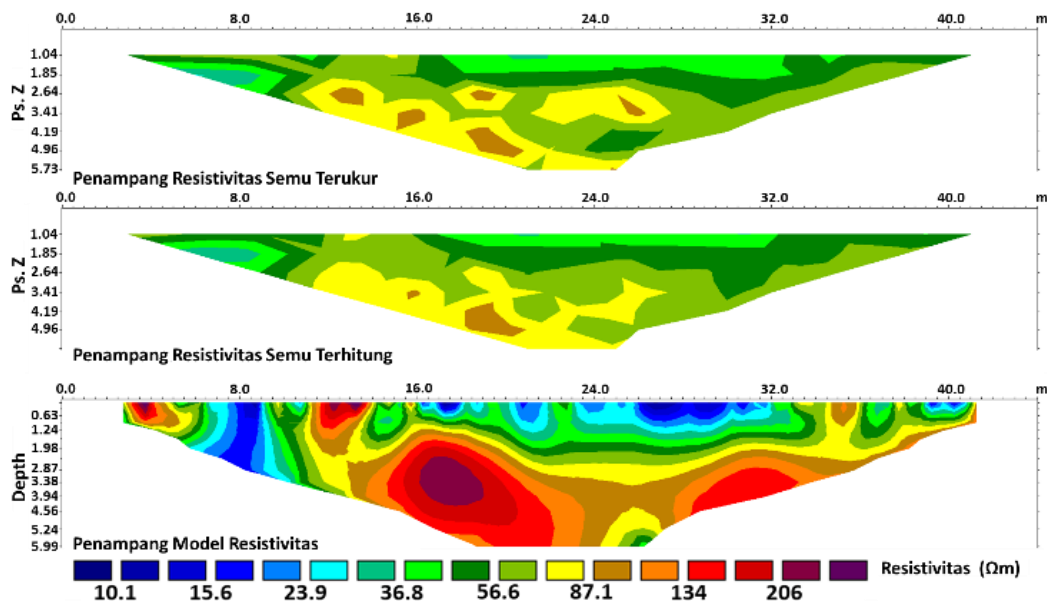 0.0 8.0 16.0 24.0 32.0 40.0 m
Ps. Z
1.04
1.85
2.64
3.41
4.19
4.96
5.73
Penampang Resistivitas Semu Terukur
0.0 8.0 16.0 24.0 32.0 40.0 m
Ps. Z
1.04
1.85
2.64
3.41
4.19
4.96
Penampang Resistivitas Semu Terhitung
0.0 8.0 16.0 24.0 32.0 40.0 m
Depth
0.63
1.24
1.98
2.87
3.38
3.94
4.56
5.24
5.99
Penampang Model Resistivitas
Resistivitas (Ωm)
10.1 15.6 23.9 36.8 56.6 87.1 134 206